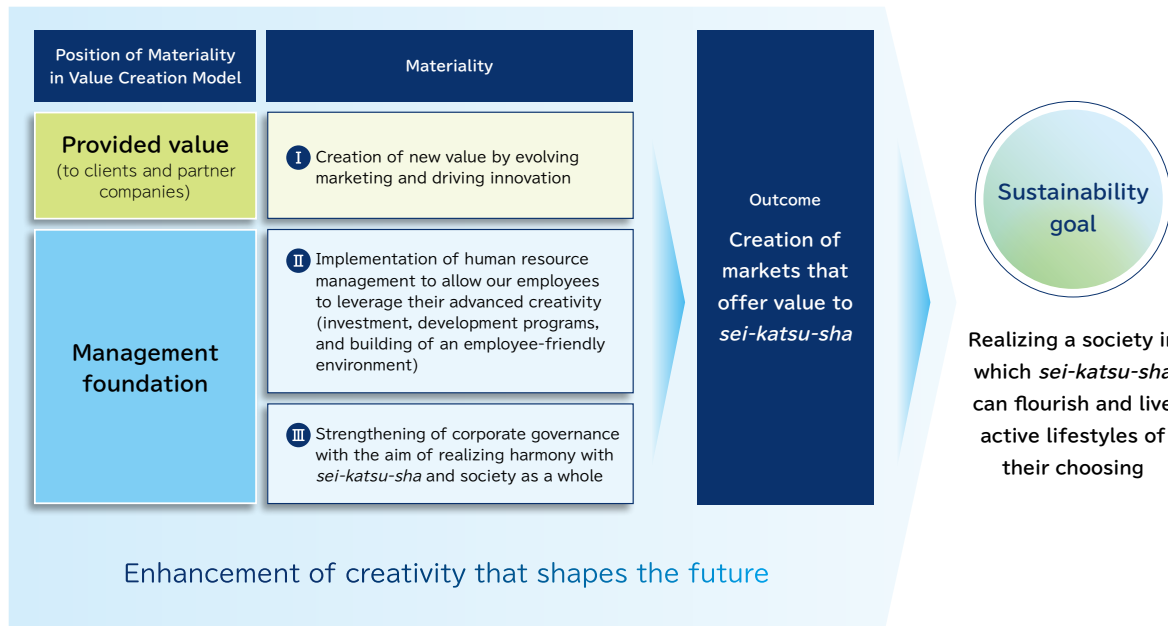 Position of Materiality
in Value Creation Model
Materiality
Provided value
(to clients and partner
companies)
I Creation of new value by evolving
marketing and driving innovation
Management
foundation
II Implementation of human resource
management to allow our employees
to leverage their advanced creativity
(investment, development programs,
and building of an employee-friendly
environment)
III Strengthening of corporate governance
with the aim of realizing harmony with
sei-katsu-sha and society as a whole
Outcome
Creation of
markets that
offer value to
sei-katsu-sha
Sustainability
goal
Realizing a society in
which sei-katsu-sha
can flourish and live
active lifestyles of
their choosing
Enhancement of creativity that shapes the future